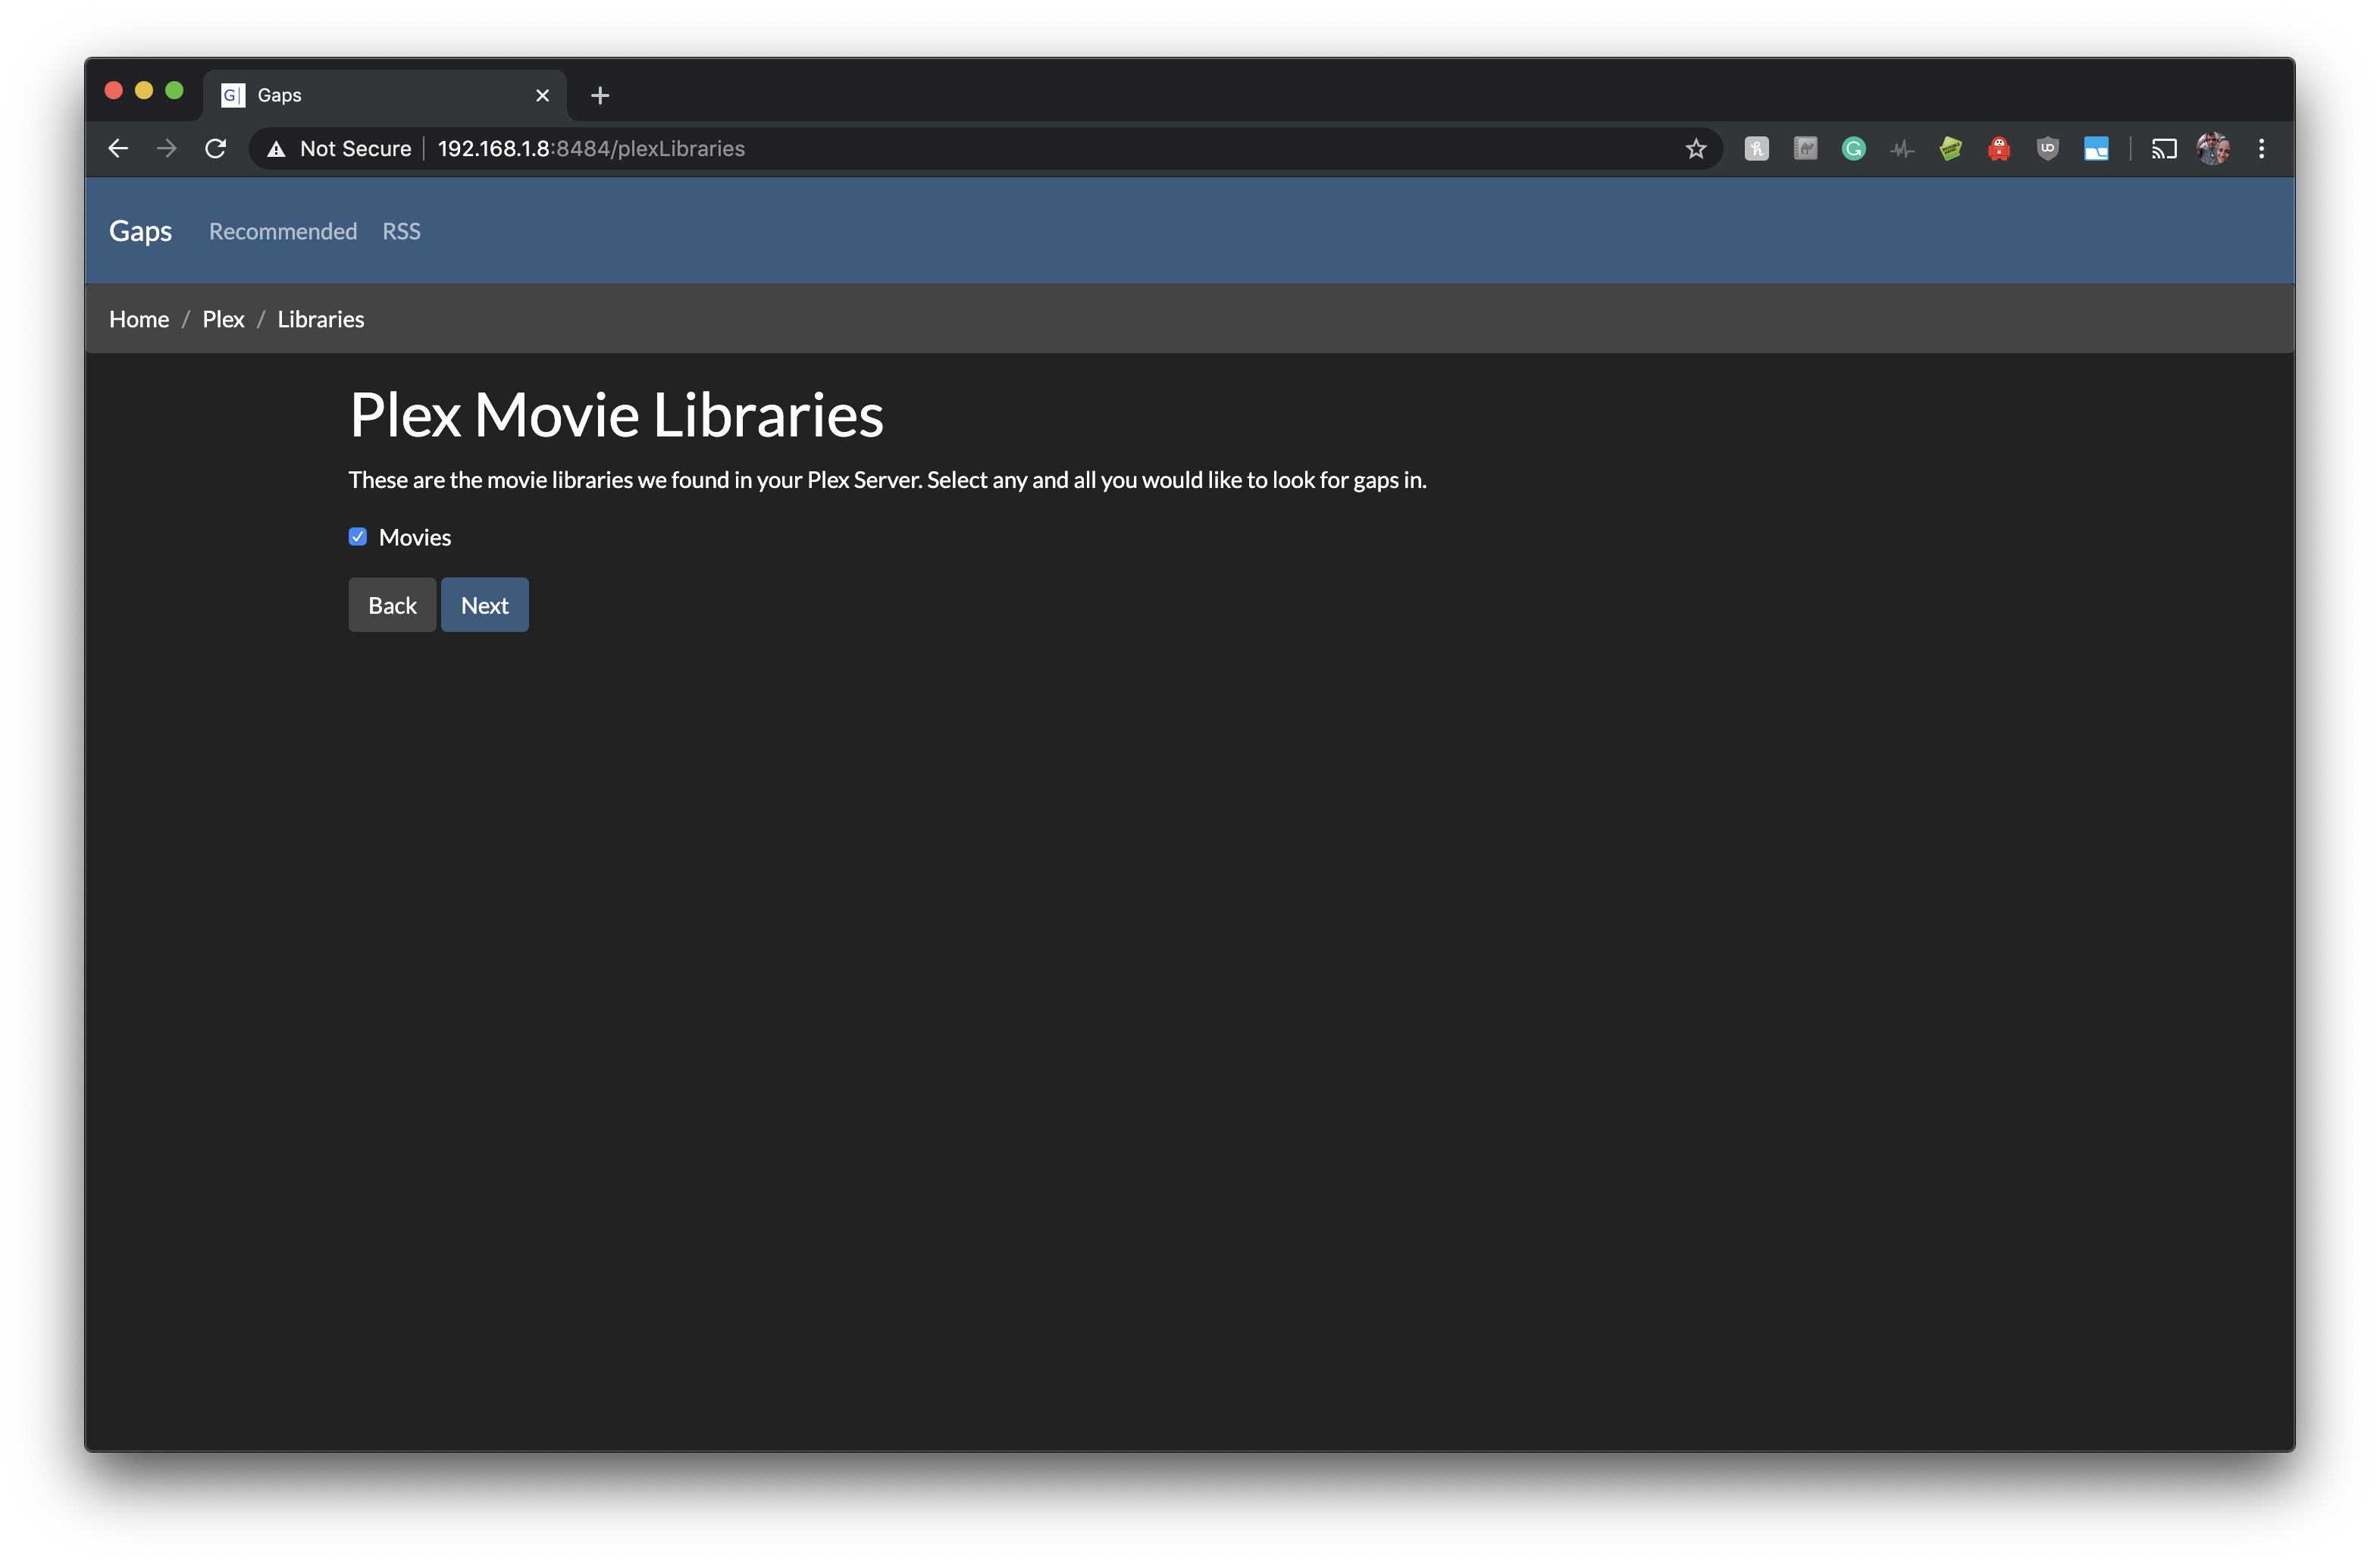 G| Gaps
Not Secure 192.168.1.8:8484/plexLibraries
Gaps Recommended RSS
Home / Plex / Libraries
Plex Movie Libraries
These are the movie libraries we found in your Plex Server. Select any and all you would like to look for gaps in.
Movies
Back Next